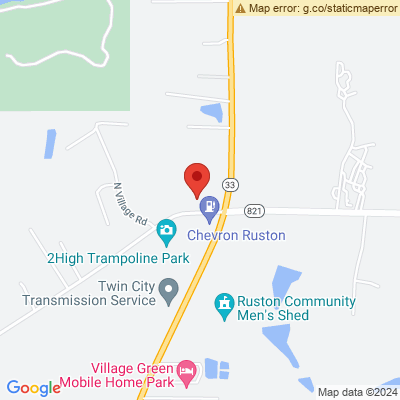 Map error: g.co/staticmaperror
33
N Village Rd
821
Chevron Ruston
2High Trampoline Park
Twin City
Transmission Service
Ruston Community
Men's Shed
Village Green
Mobile Home Park
Google
Map data ©2024